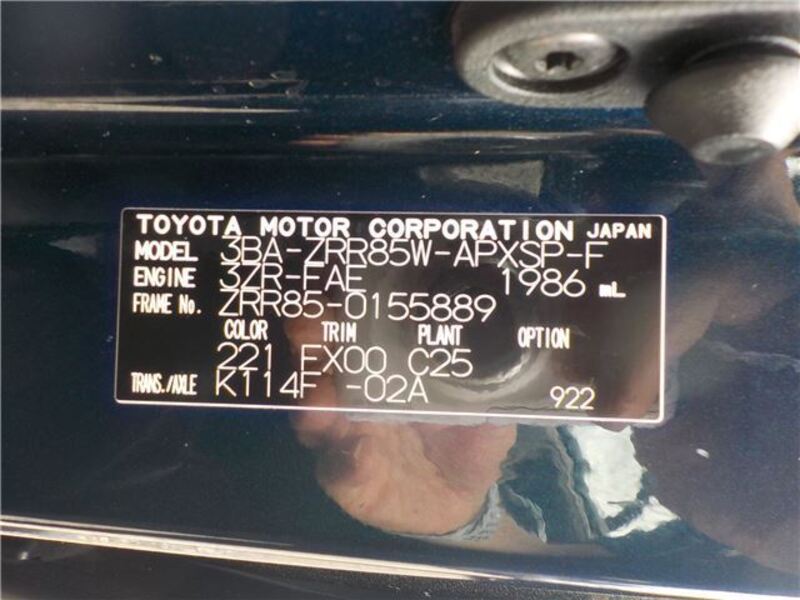 TOYOTA MOTOR CORPORATION JAPAN
MODEL 3BA-ZRR85W-APXSP-F
ENGINE 3ZR-FAE 1986 mL
FRAME No. ZRR85-0155889
COLOR TRIM PLANT OPTION
221 FX00 C25
TRANS./AXLE K114F -02A 922